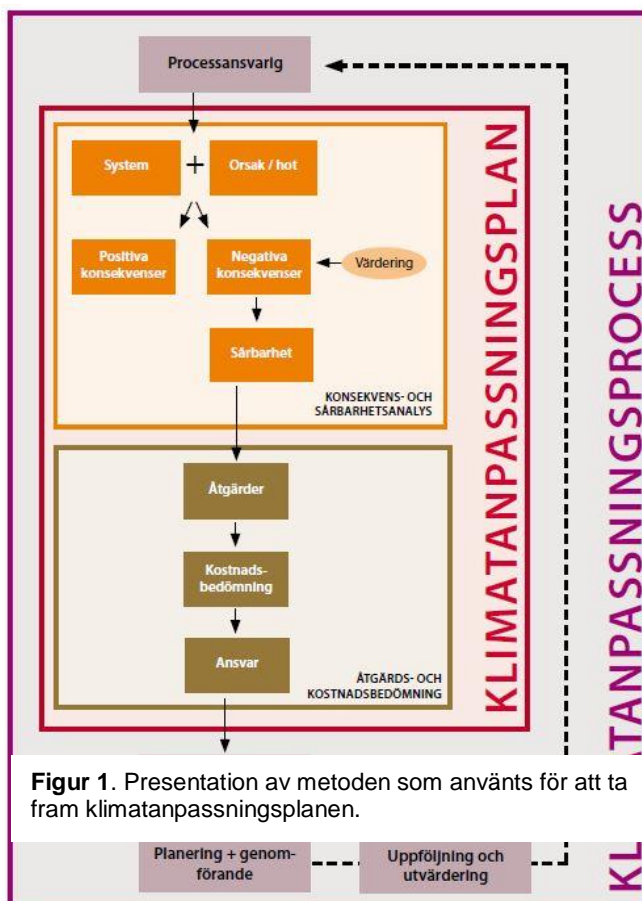 Processansvarig
System + Orsak / hot
Positiva
konsekvenser
Negativa
konsekvenser
Värdering
Sårbarhet
KONSEKVENS- OCH
SÅRBARHETSANALYS
Åtgärder
Kostnads-
bedömning
Ansvar
ÅTGÄRDS- OCH
KOSTNADSBEDÖMNING
KLIMATANPASSNINGSPLAN
Figur 1. Presentation av metoden som använts för att ta
fram klimatanpassningsplanen.
Planering + genom-
förande
Uppföljning och
utvärdering
KL
TANPASSNINGSPROCESS